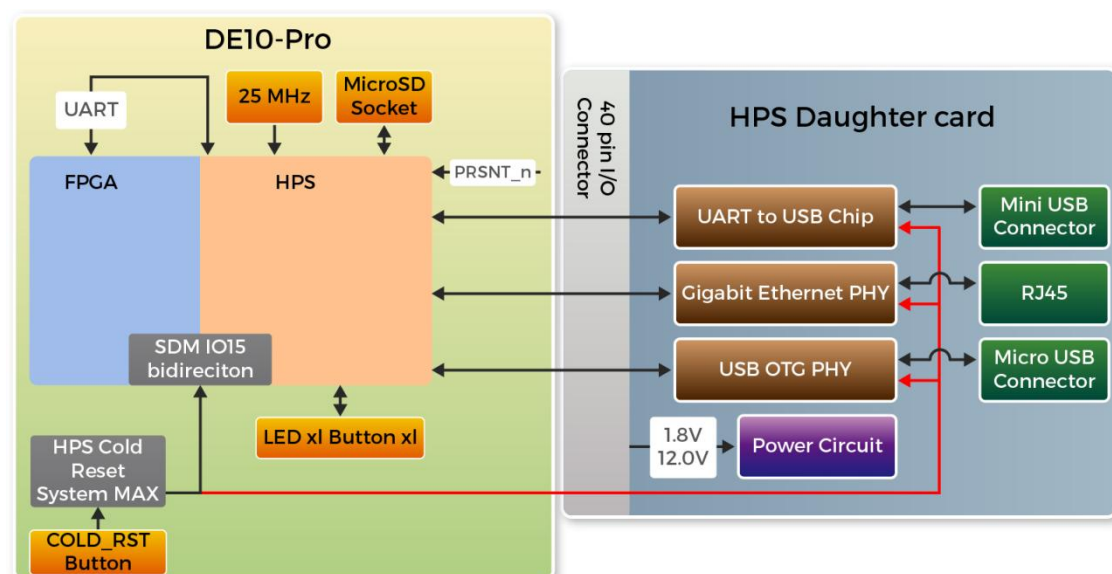 DE10-Pro
UART
25 MHz
MicroSD
Socket
FPGA
HPS
PRSNT_n
SDM IO15
bidireciton
LED xl Button xl
HPS Cold
Reset
System MAX
COLD_RST
Button
40 pin I/O
Connector
HPS Daughter card
UART to USB Chip
Mini USB
Connector
Gigabit Ethernet PHY
RJ45
USB OTG PHY
Micro USB
Connector
1.8V
12.0V
Power Circuit